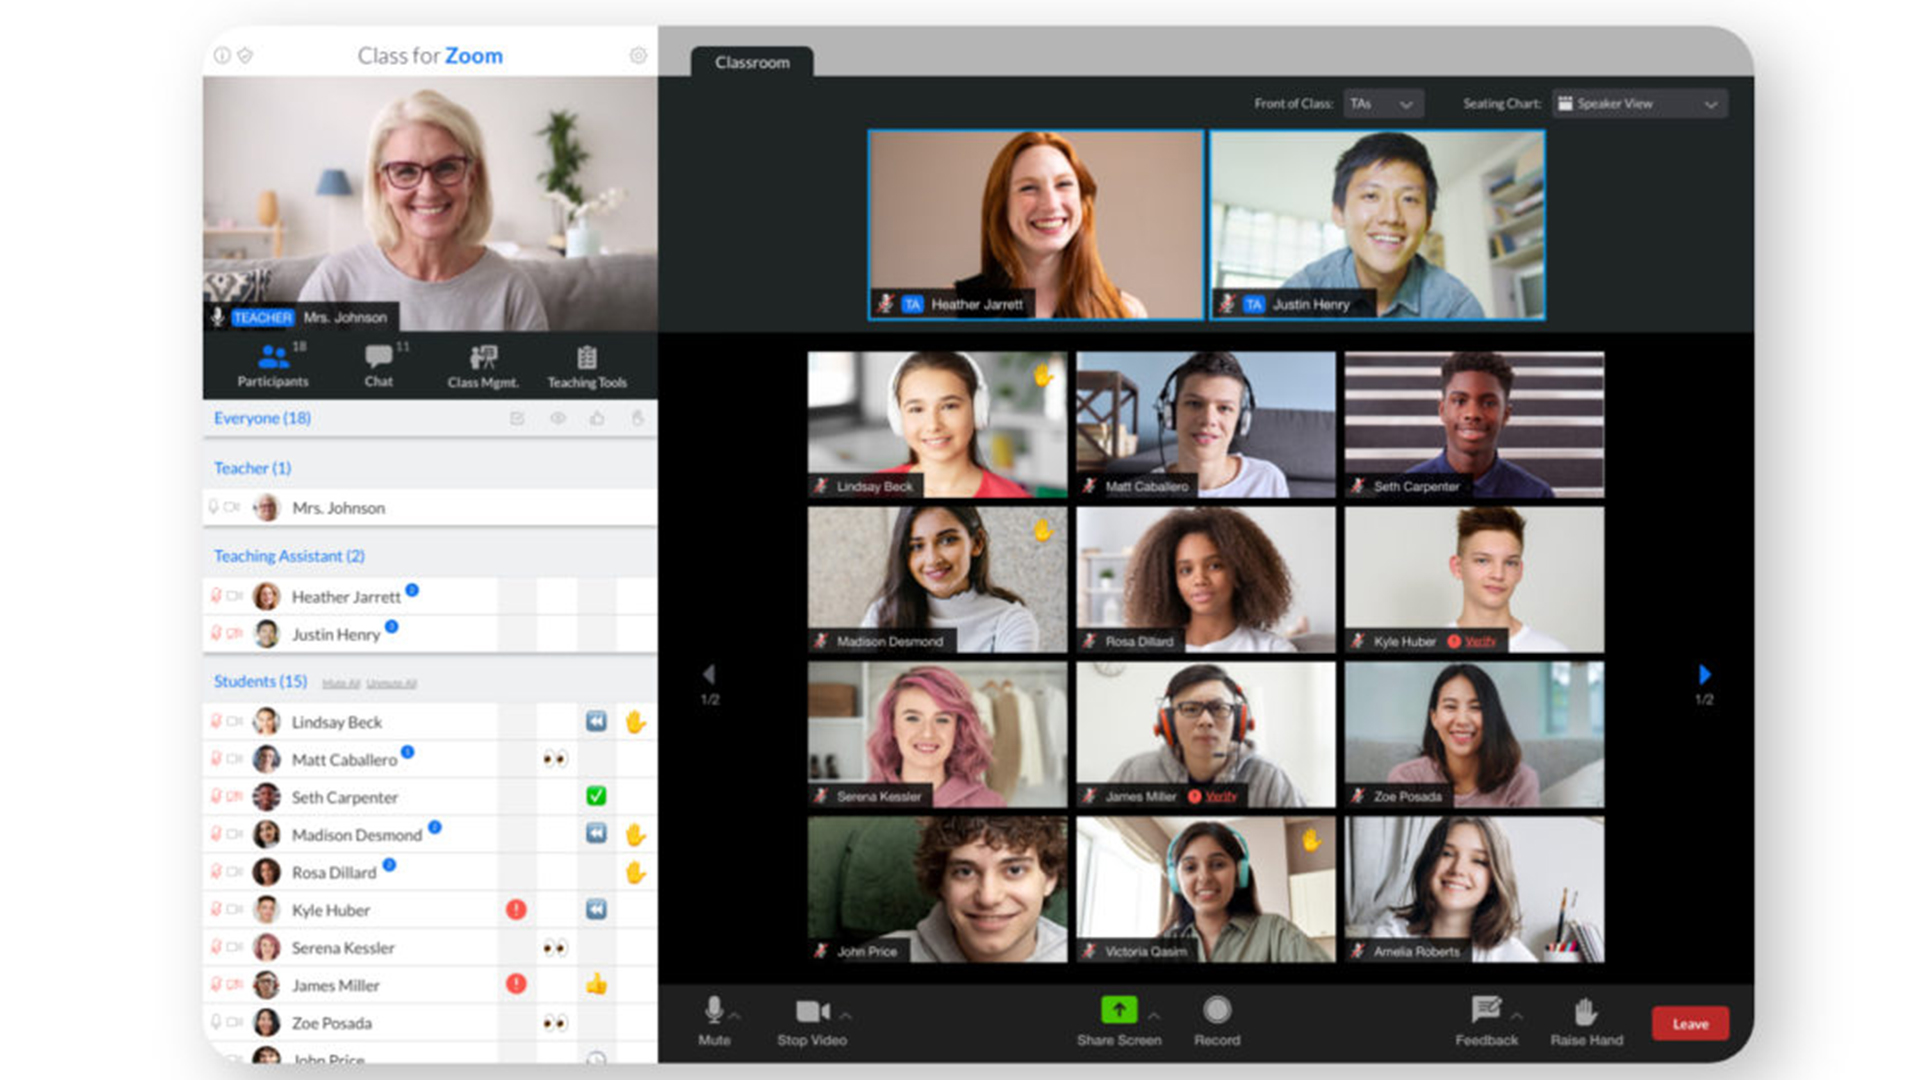 Class for Zoom
Classroom
Front of Class: TAs
Seating Chart: Speaker View
TEACHER Mrs. Johnson
TA Heather Jarrett
TA Justin Henry
18
Participants
11
Chat
Class Mgmt.
Teaching Tools
Everyone (18)
Teacher (1)
Mrs. Johnson
Teaching Assistant (2)
Heather Jarrett
Justin Henry
Students (15) Mute All Unmute All
Lindsay Beck
Matt Caballero
Seth Carpenter
Madison Desmond
Rosa Dillard
Kyle Huber
Serena Kessler
James Miller
Zoe Posada
John Price
Lindsay Beck
Matt Caballero
Seth Carpenter
Madison Desmond
Rosa Dillard
Kyle Huber Verify
1/2
1/2
Serena Kessler
James Miller Verify
Zoe Posada
John Price
Victoria Qasim
Amelia Roberts
Mute
Stop Video
Share Screen
Record
Feedback
Raise Hand
Leave